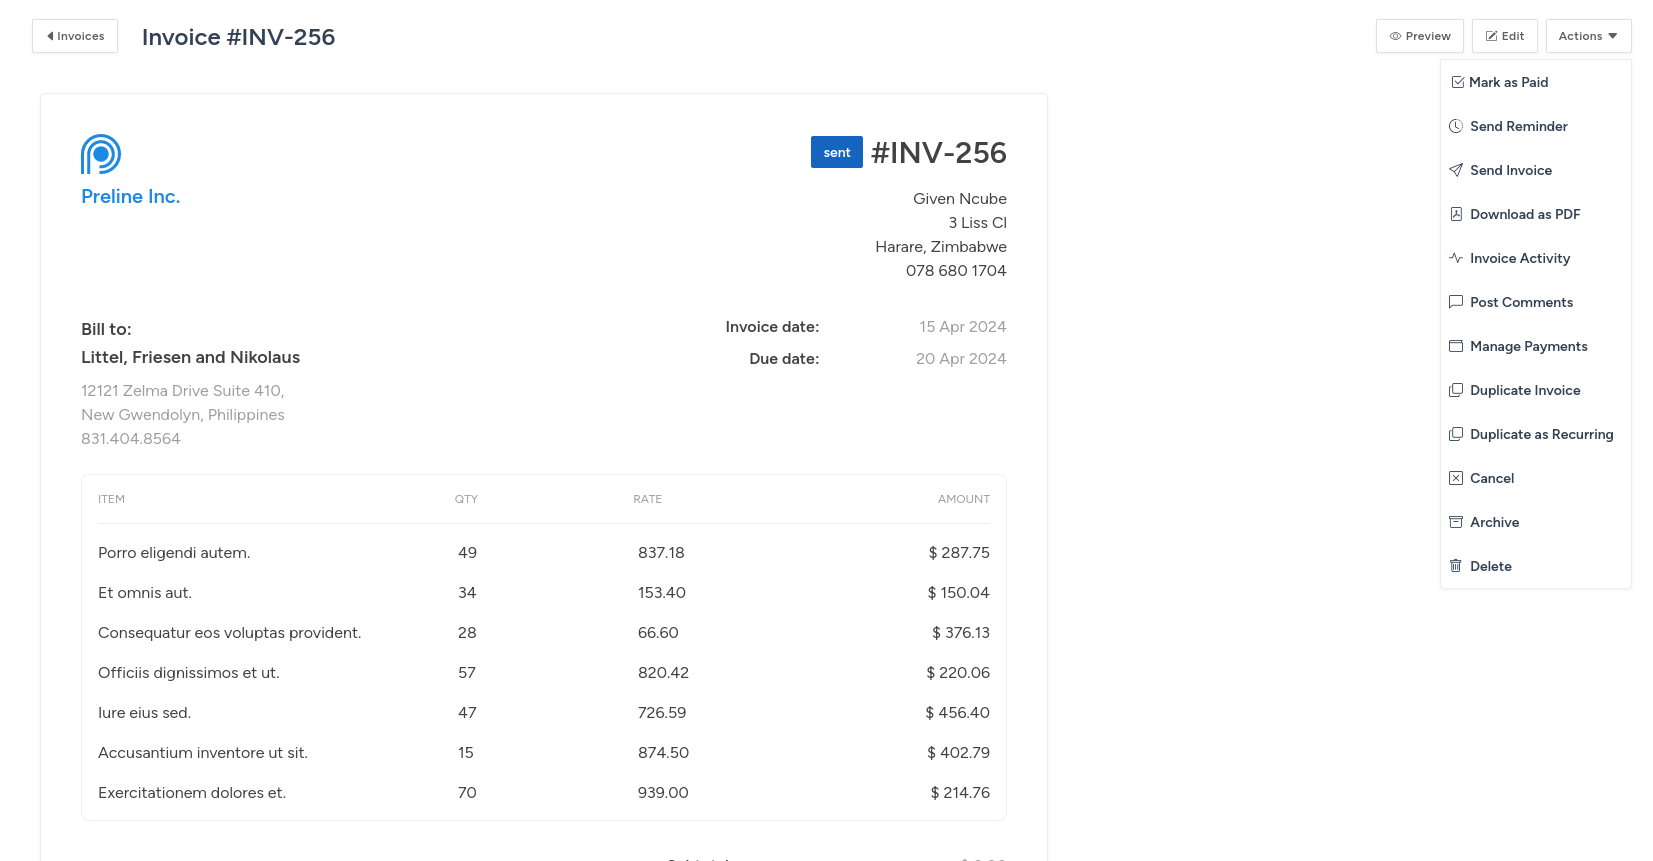 Invoices
Invoice #INV-256
Preview
Edit
Actions
Mark as Paid
Send Reminder
Send Invoice
Download as PDF
Invoice Activity
Post Comments
Manage Payments
Duplicate Invoice
Duplicate as Recurring
Cancel
Archive
Delete
Preline Inc.
sent #INV-256
Given Ncube
3 Liss Cl
Harare, Zimbabwe
078 680 1704
Bill to:
Littel, Friesen and Nikolaus
12121 Zelma Drive Suite 410,
New Gwendolyn, Philippines
831.404.8564
Invoice date: 15 Apr 2024
Due date: 20 Apr 2024
ITEM QTY RATE AMOUNT
Porro eligendi autem. 49 837.18 $ 287.75
Et omnis aut. 34 153.40 $ 150.04
Consequatur eos voluptas provident. 28 66.60 $ 376.13
Officiis dignissimos et ut. 57 820.42 $ 220.06
Iure eius sed. 47 726.59 $ 456.40
Accusantium inventore ut sit. 15 874.50 $ 402.79
Exercitationem dolores et. 70 939.00 $ 214.76